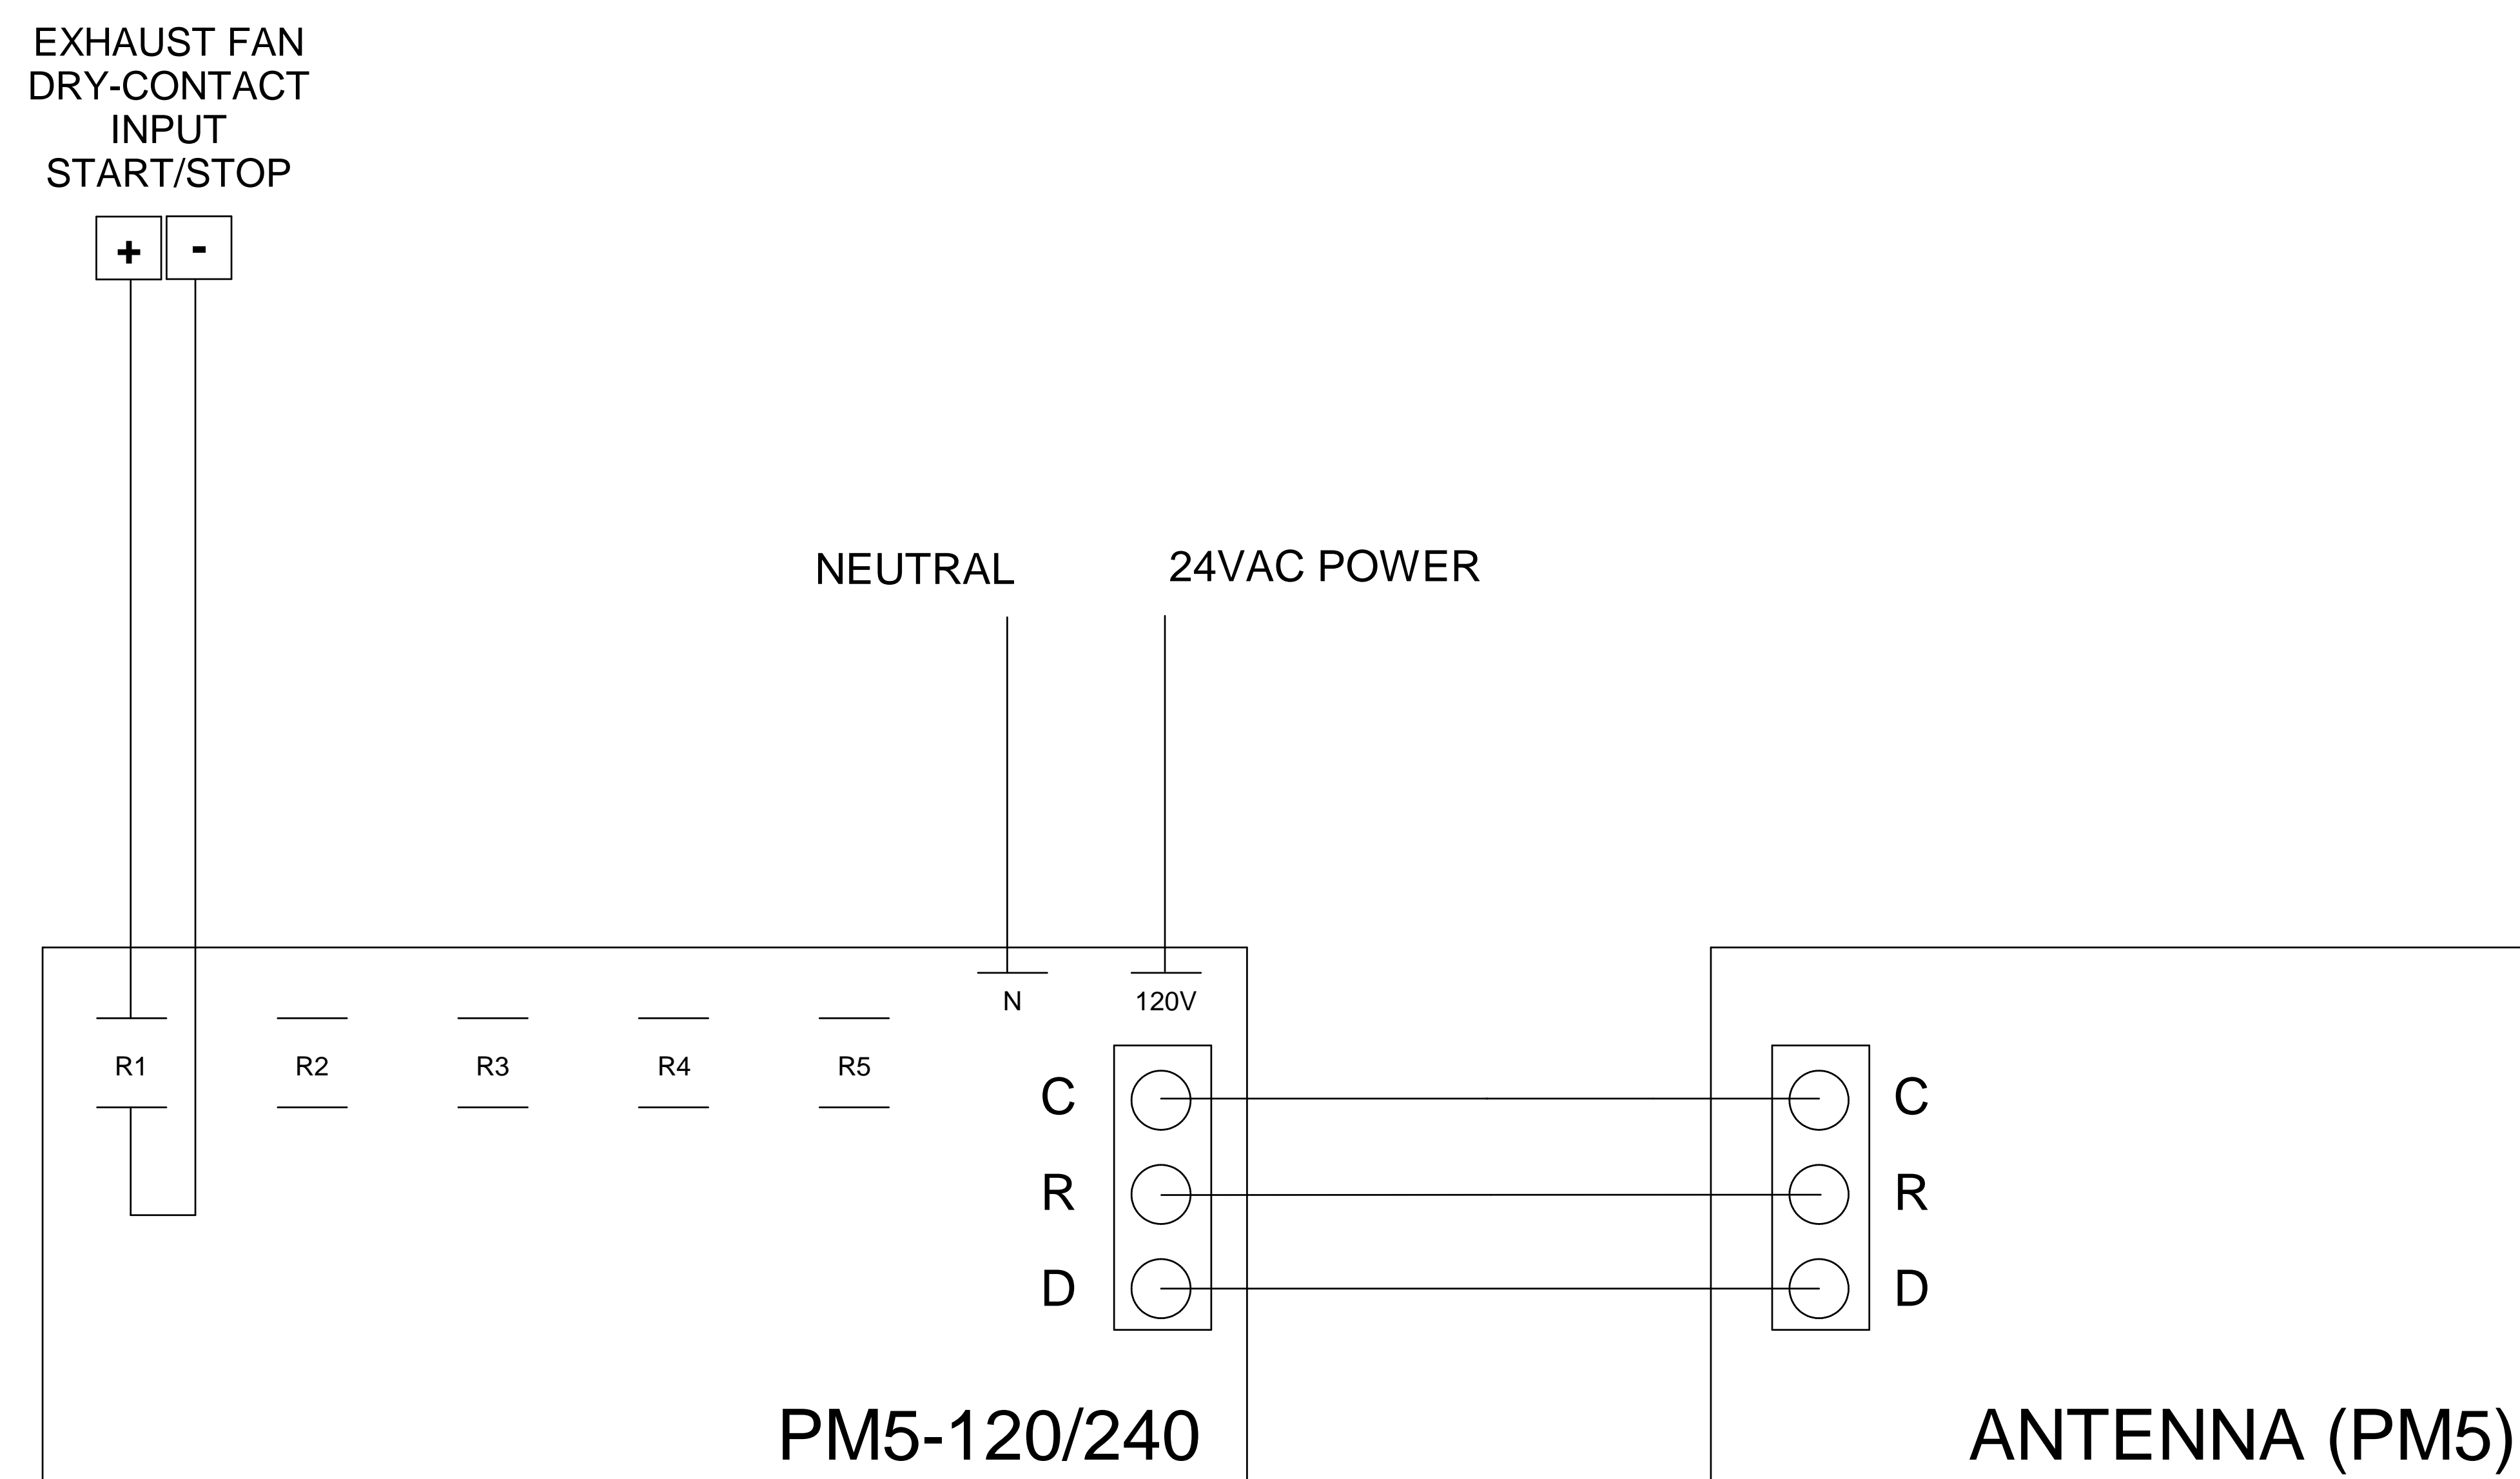 EXHAUST FAN
DRY-CONTACT
INPUT
START/STOP
+ -
NEUTRAL 24VAC POWER
N 120V
R1 R2 R3 R4 R5
C C
R R
D D
PM5-120/240 ANTENNA (PM5)